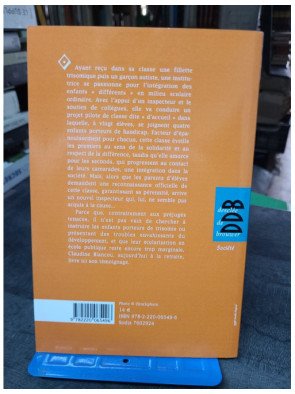 Ayant reçu dans sa classe une fillette
trisomique puis un garçon autiste, une institu-
trice se passionne pour l'intégration des
enfants « différents » en milieu scolaire
ordinaire. Avec l'appui d'un inspecteur et le
soutien de collègues, elle va conduire un
projet pilote de classe dite « d'accueil » dans
laquelle, à vingt élèves, se joignent quatre
enfants porteurs de handicap. Facteur d'épa-
nouissement pour chacun, cette classe éveille
les premiers au sens de la solidarité et au
respect de la différence, tandis qu'elle amorce
pour les seconds, qui progressent au contact
de leurs camarades, une intégration dans la
société. Mais, alors que les parents d'élèves
demandent une reconnaissance officielle de
cette classe, garantissant sa pérennité, arrive
un nouvel inspecteur qui, lui, ne semble pas
acquis à la cause...
Parce que, contrairement aux préjugés
tenaces, il n'est pas vain de chercher à
instruire les enfants porteurs de trisomie ou
présentant des troubles envahissants du
développement, et que leur scolarisation en
école publique reste encore trop marginale,
Claudine
aujourd'hui à la retraite,
livre ici son témoignage.
DDB
desclée
de
brouwer
Société
14 €
ISBN 978-2-220-06549-6
Sodis 7502924
9782220065496